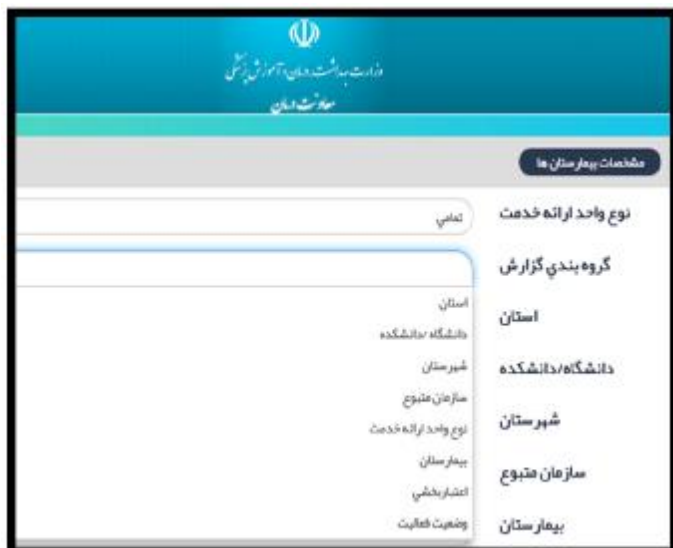 وزارت بهداشت، درمان و آموزش پزشکی
معاونت درمان
مشخصات بیمارستان ها
نوع واحد ارائه خدمت
تمامي
گروه بندي گزارش
استان
دانشگاه/دانشکده
شهرستان
سازمان متبوع
بیمارستان
استان
دانشگاه /دانشکده
شهرستان
سازمان متبوع
نوع واحد ارائه خدمت
بیمارستان
اعتباربخشي
وضعیت فعالیت